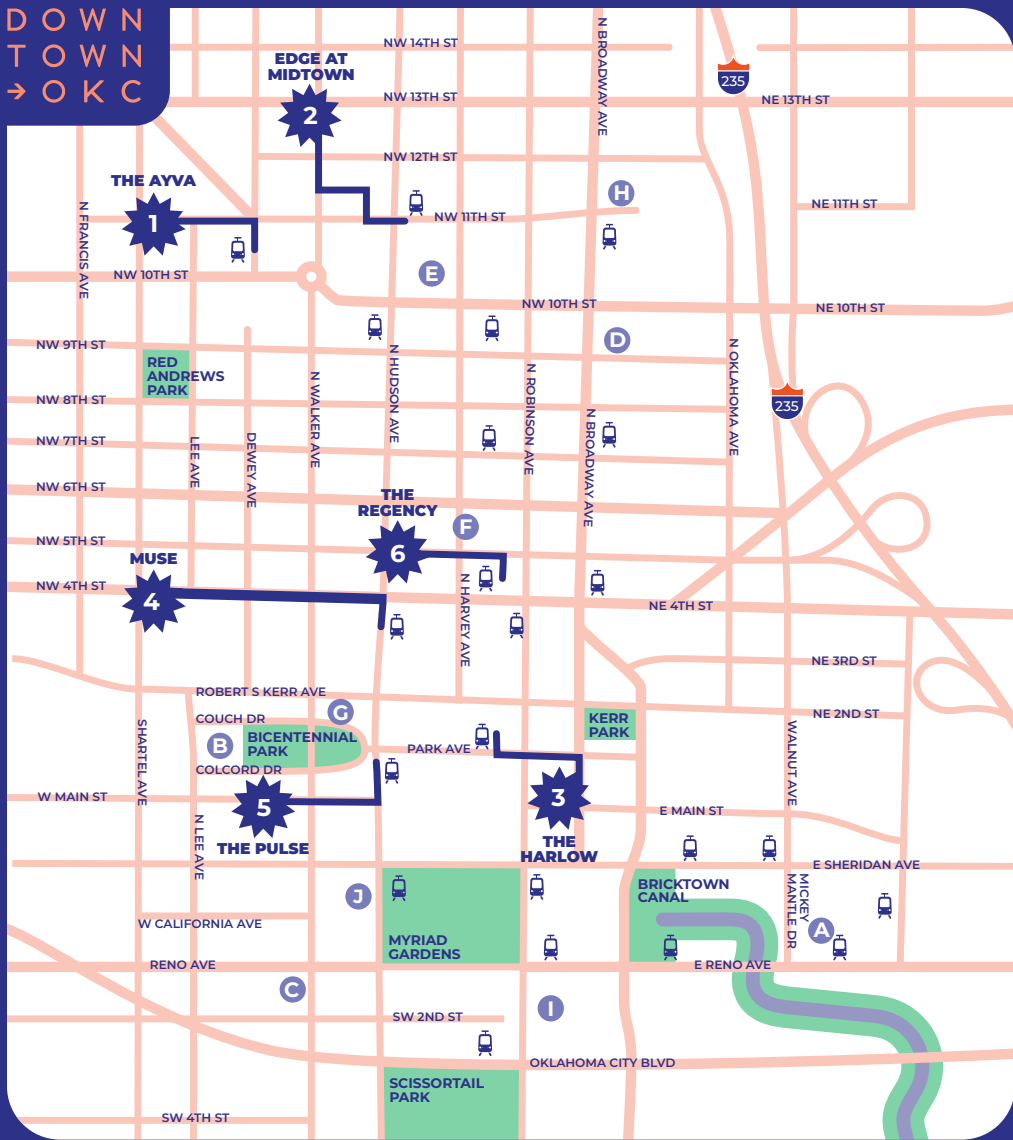 DOWN
TOWN
→ OKC
NW 14TH ST
N BROADWAY AVE
EDGE AT
MIDTOWN
2
235
NW 13TH ST
NE 13TH ST
NW 12TH ST
THE AYVA
1
H
N FRANCIS AVE
NW 11TH ST
NE 11TH ST
NW 10TH ST
E
NW 10TH ST
NE 10TH ST
D
NW 9TH ST
RED
ANDREWS
PARK
N WALKER AVE
N HUDSON AVE
N ROBINSON AVE
N OKLAHOMA AVE
235
NW 8TH ST
N BROADWAY AVE
NW 7TH ST
LEE AVE
DEWEY AVE
NW 6TH ST
THE
REGENCY
6
F
NW 5TH ST
MUSE
4
NW 4TH ST
N HARVEY AVE
NE 4TH ST
NE 3RD ST
ROBERT S KERR AVE
G
COUCH DR
B
BICENTENNIAL
PARK
COLCORD DR
PARK AVE
KERR
PARK
NE 2ND ST
SHARTEL AVE
WALNUT AVE
W MAIN ST
5
THE PULSE
3
THE
HARLOW
E MAIN ST
N LEE AVE
E SHERIDAN AVE
J
BRICKTOWN
CANAL
MICKEY
MANTLE DR
A
W CALIFORNIA AVE
MYRIAD
GARDENS
RENO AVE
E RENO AVE
C
I
SW 2ND ST
OKLAHOMA CITY BLVD
SCISSORTAIL
PARK
SW 4TH ST